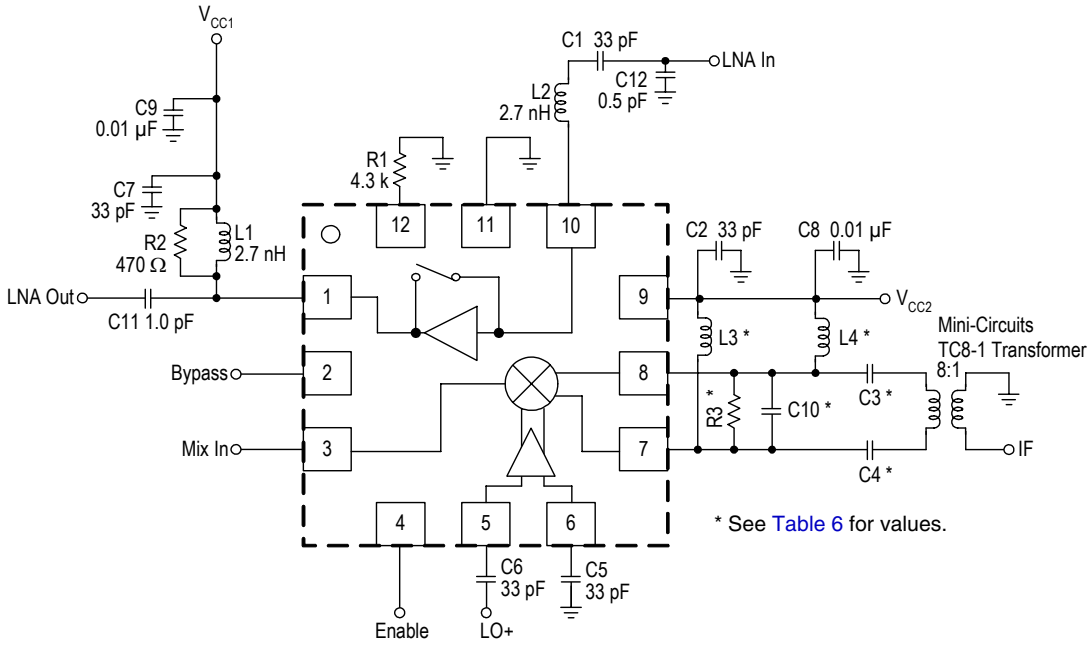 V_CC1
C1 33 pF
LNA In
C12
0.5 pF
L2
2.7 nH
C9
0.01 µF
R1
4.3 k
C7
33 pF
R2
470 Ω
L1
2.7 nH
12
11
10
C2 33 pF
C8 0.01 µF
LNA Out
C11 1.0 pF
1
9
V_CC2
L3 *
L4 *
Mini-Circuits
TC8-1 Transformer
8:1
Bypass
2
8
R3 *
C10 *
C3 *
Mix In
3
7
C4 *
IF
4
5
6
* See Table 6 for values.
C6
33 pF
C5
33 pF
Enable
LO+